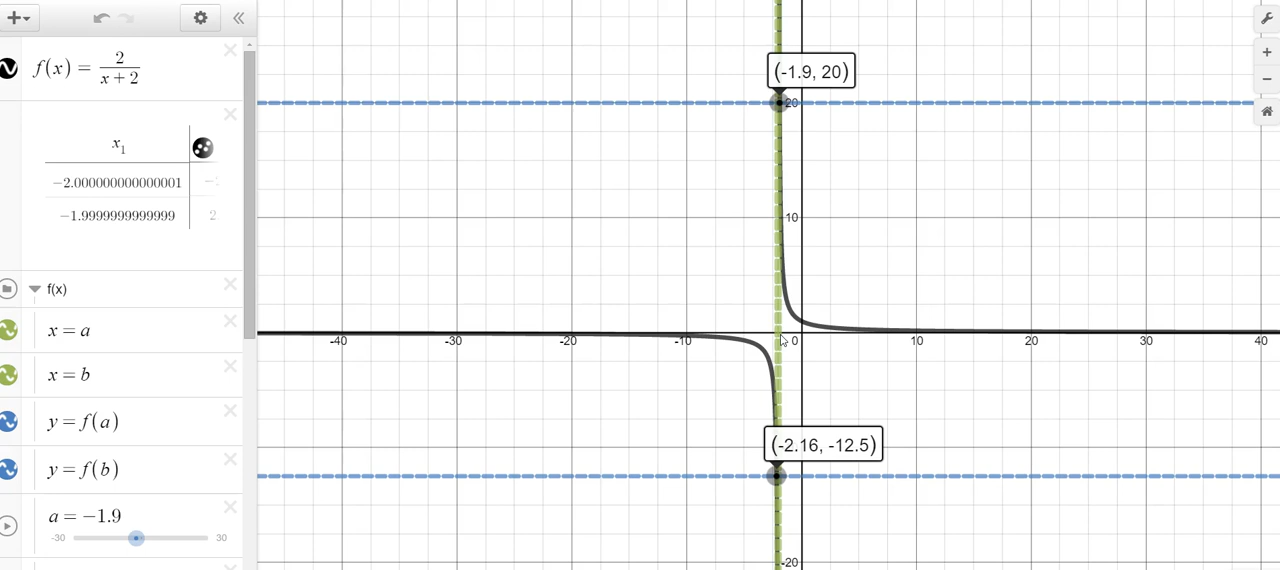 f(x) = 2/(x+2)
x₁
−2.000000000000001
−1.9999999999999 2
f(x)
x = a
x = b
y = f(a)
y = f(b)
a = −1.9
-30 30
(-1.9, 20)
20
10
-40 -30 -20 -10 0 10 20 30 40
(-2.16, -12.5)
-20